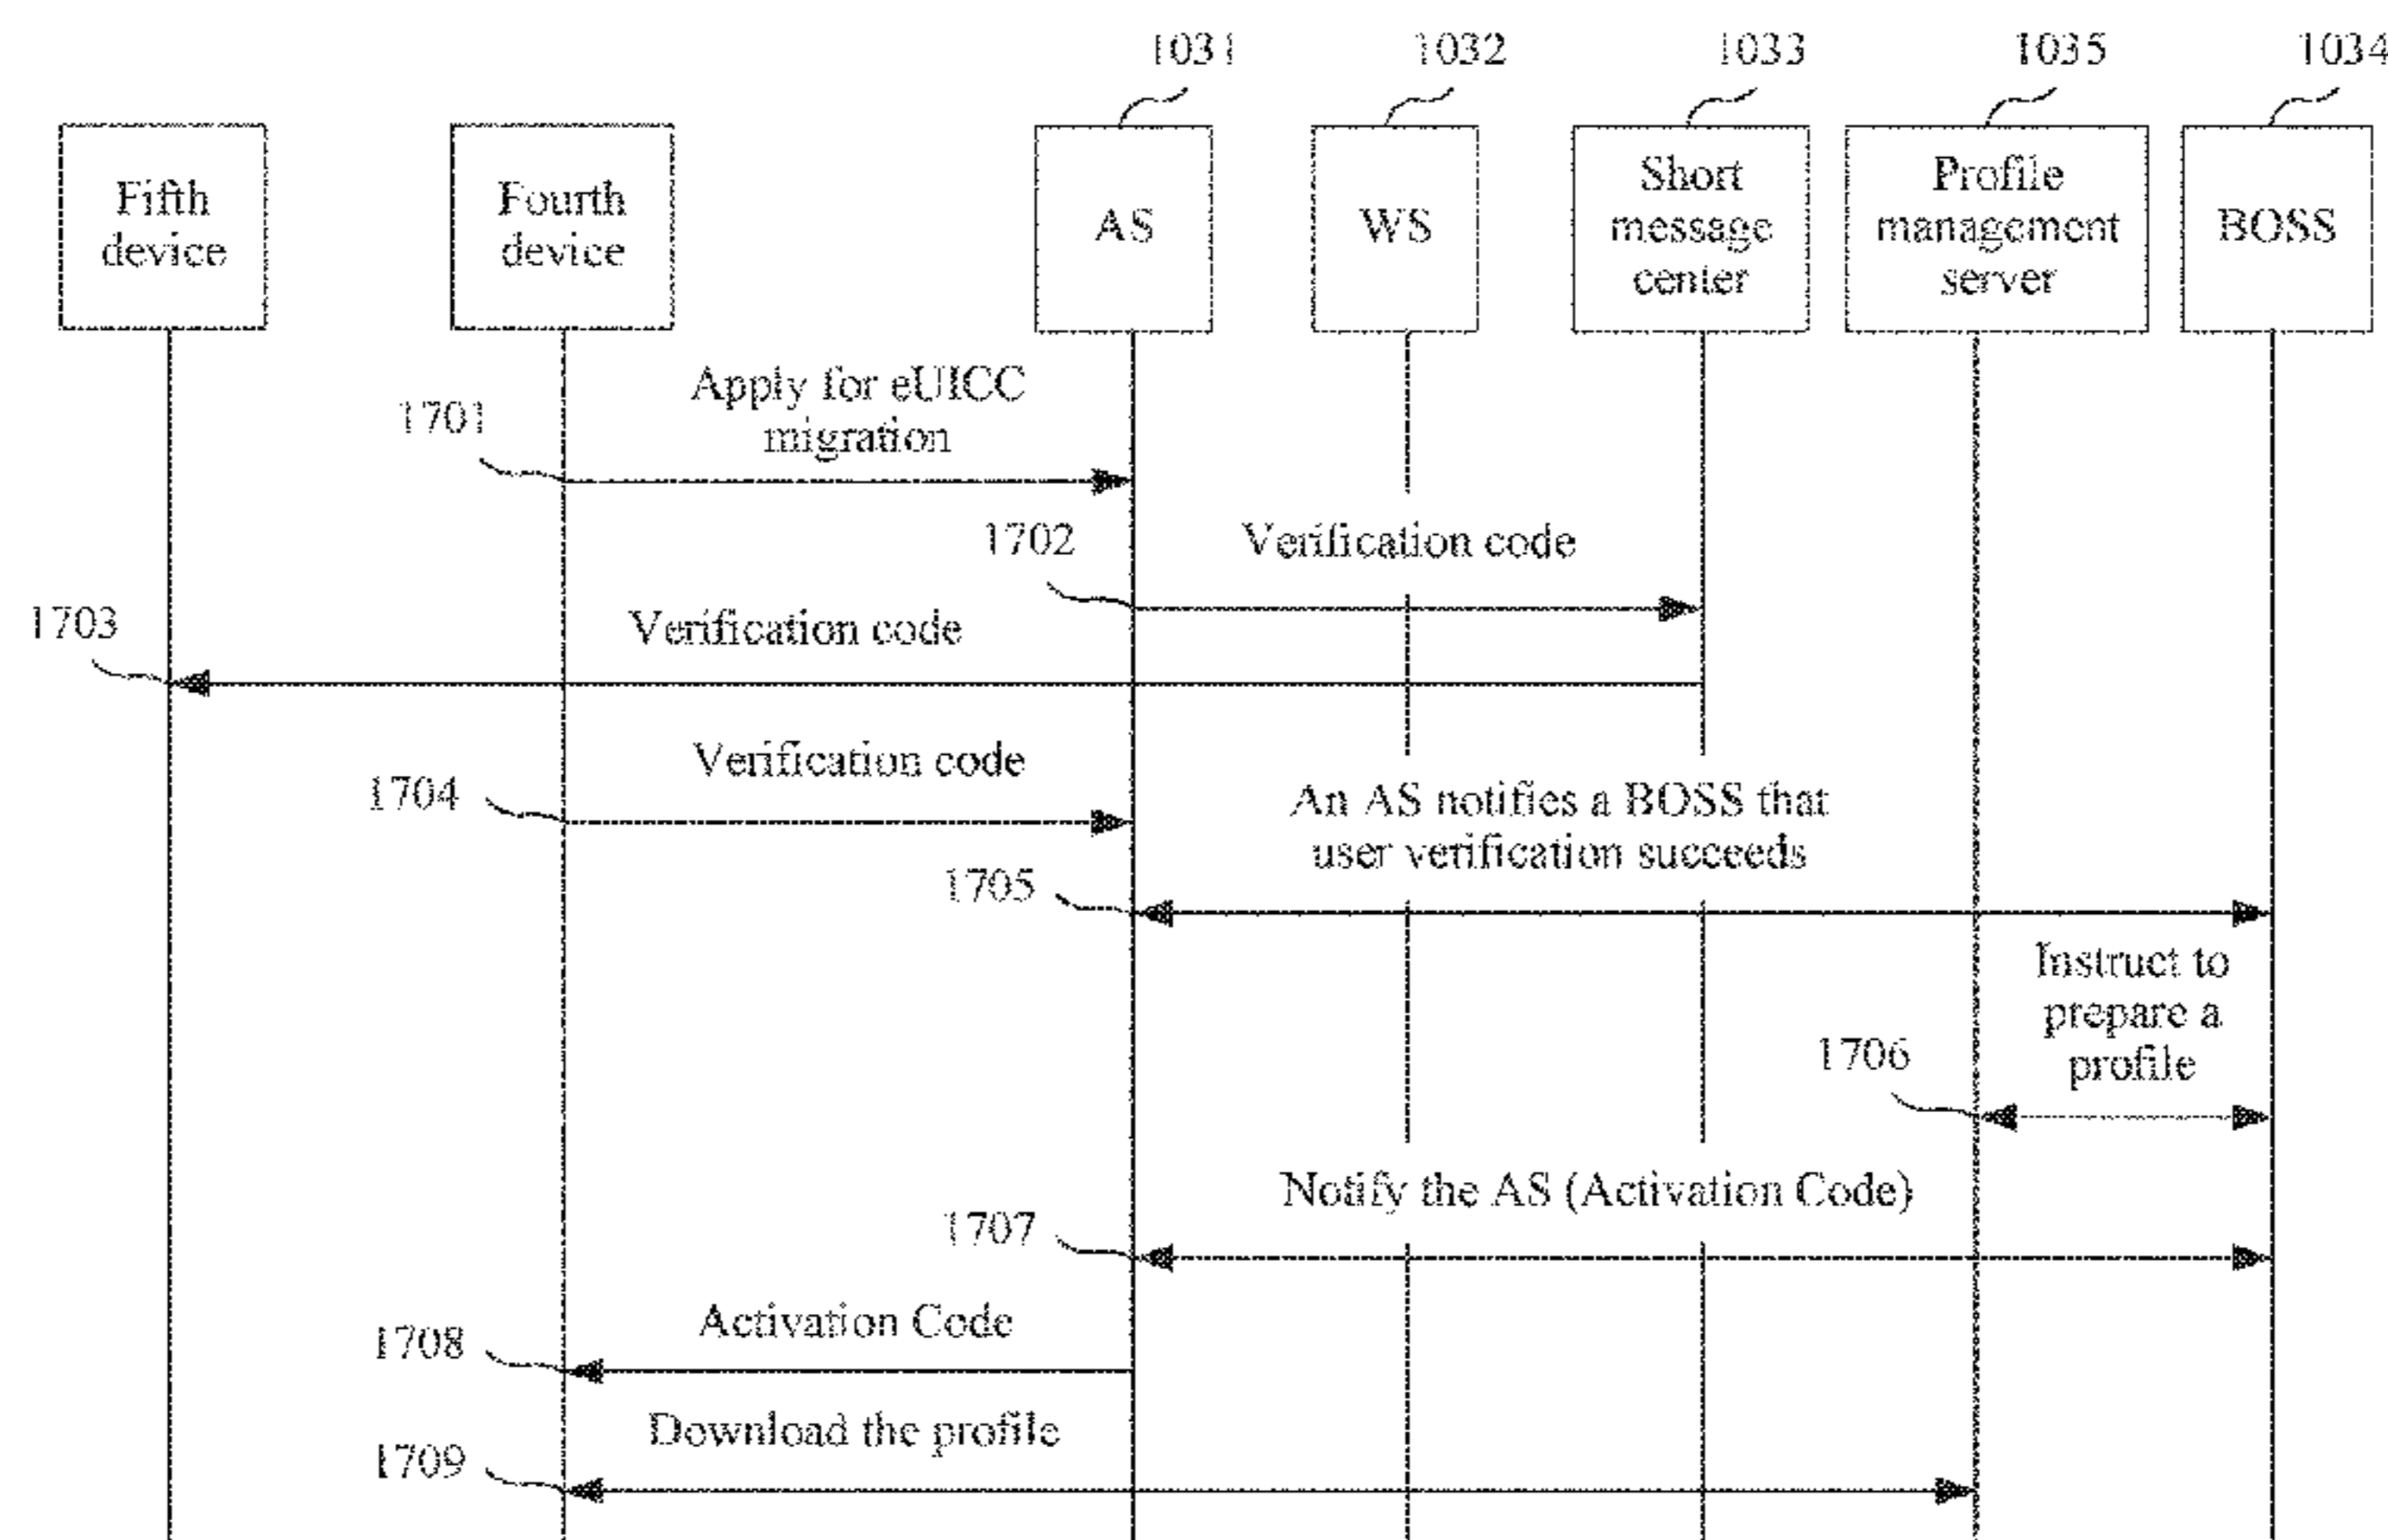 1031
1032
1033
1035
1034
Fifth
device
Fourth
device
AS
WS
Short
message
center
Profile
management
server
BOSS
Apply for eUICC
migration
1701
1702
Verification code
1703
Verification code
Verification code
1704
An AS notifies a BOSS that
user verification succeeds
1705
Instruct to
prepare a
profile
1706
Notify the AS (Activation Code)
1707
Activation Code
1708
Download the profile
1709